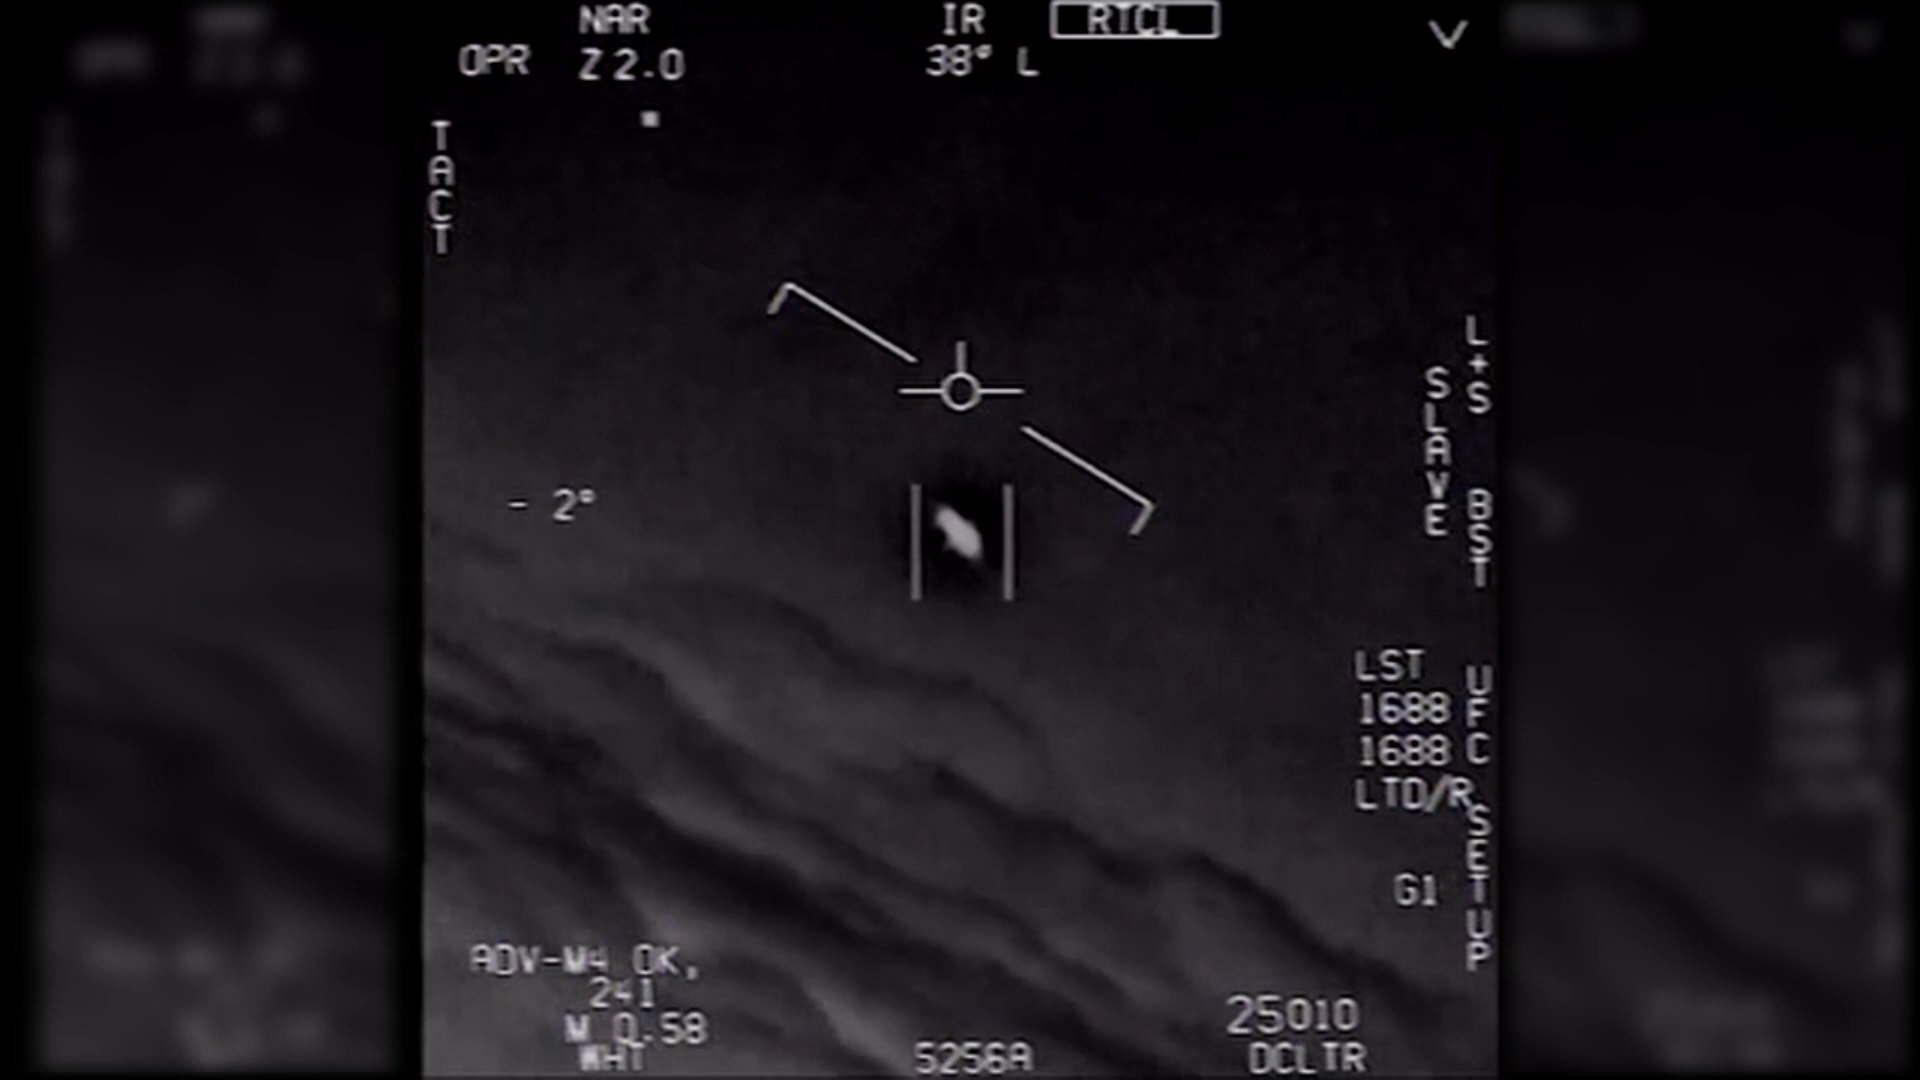 NAR IR RTCL
OPR Z 2.0 38° L
TACT
L+S
SLAVE
BST
- 2°
LST
1688
1688
UFC
LTD/R
SETUP
G1
ADV-M4 OK,
241
M 0.58
WHT
5256A
25010
DCLTR